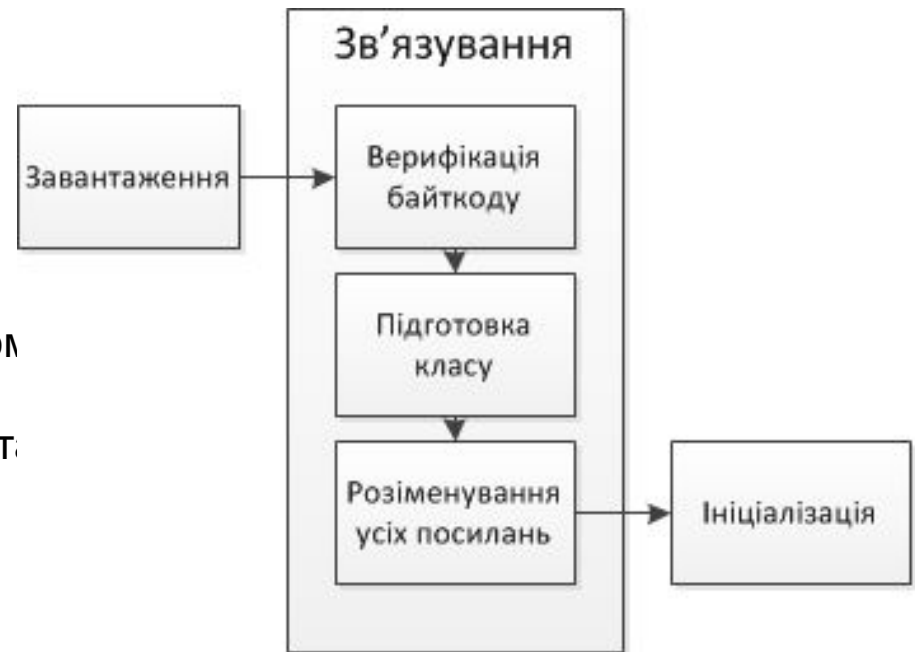 Зв’язування
Завантаження
Верифікація
байткоду
Підготовка
класу
Розіменування
усіх посилань
Ініціалізація